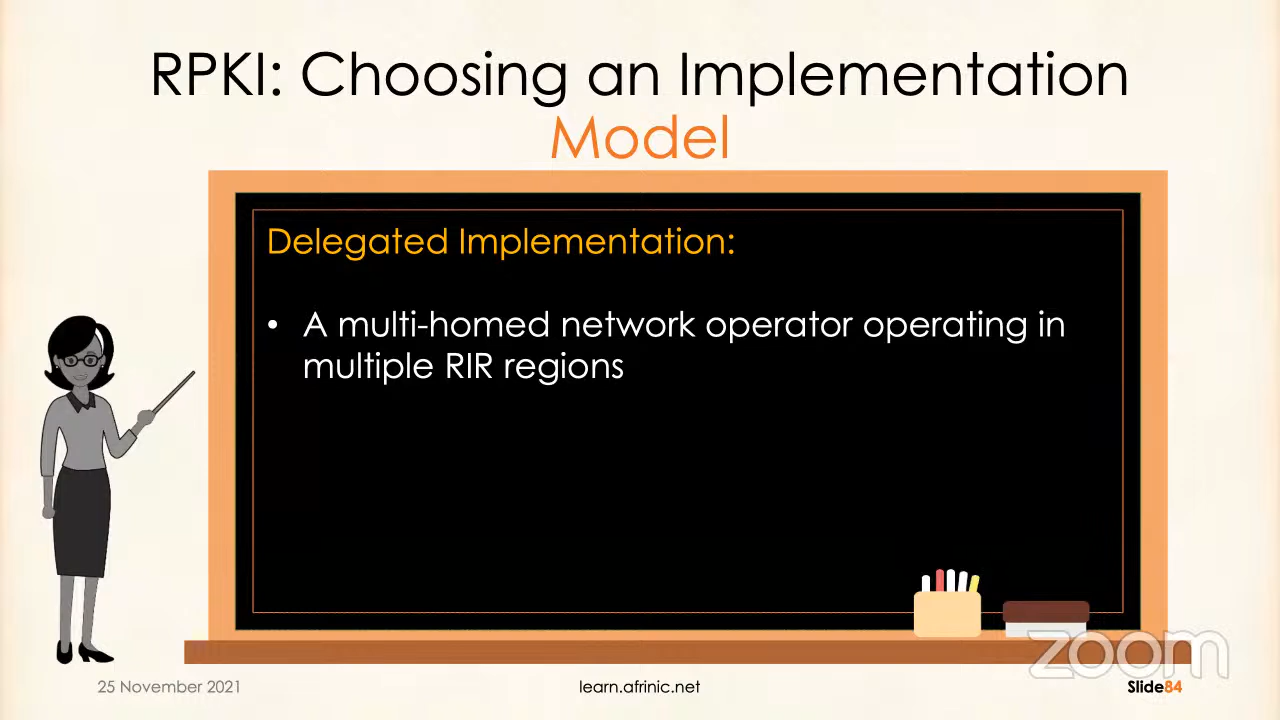 RPKI: Choosing an Implementation
Model
Delegated Implementation:
• A multi-homed network operator operating in
multiple RIR regions
zoom
25 November 2021
learn.afrinic.net
Slide84